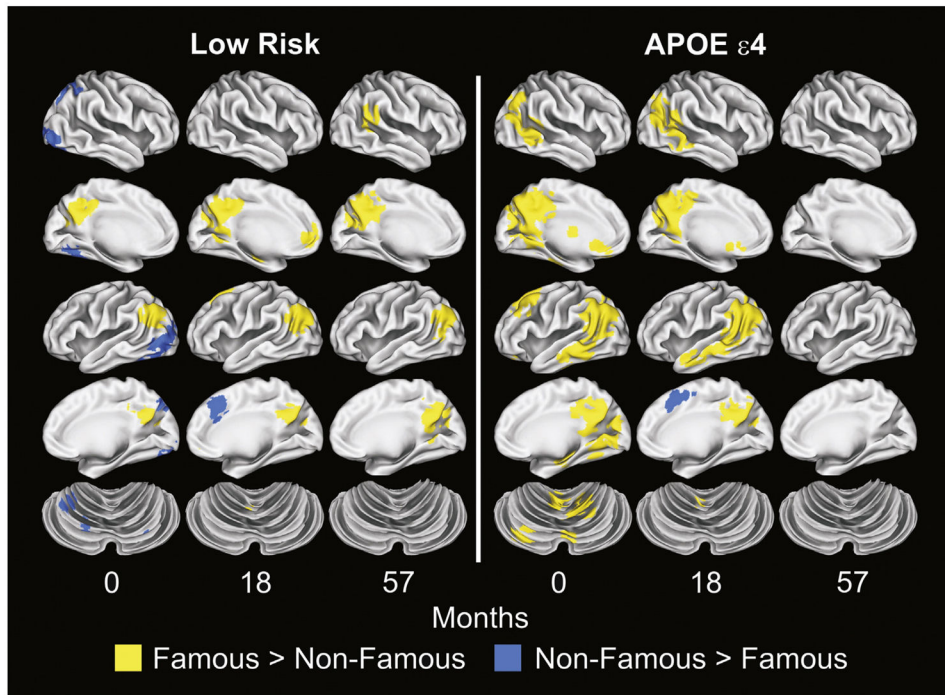 Low Risk
APOE ε4
0 18 57 0 18 57
Months
Famous > Non-Famous Non-Famous > Famous